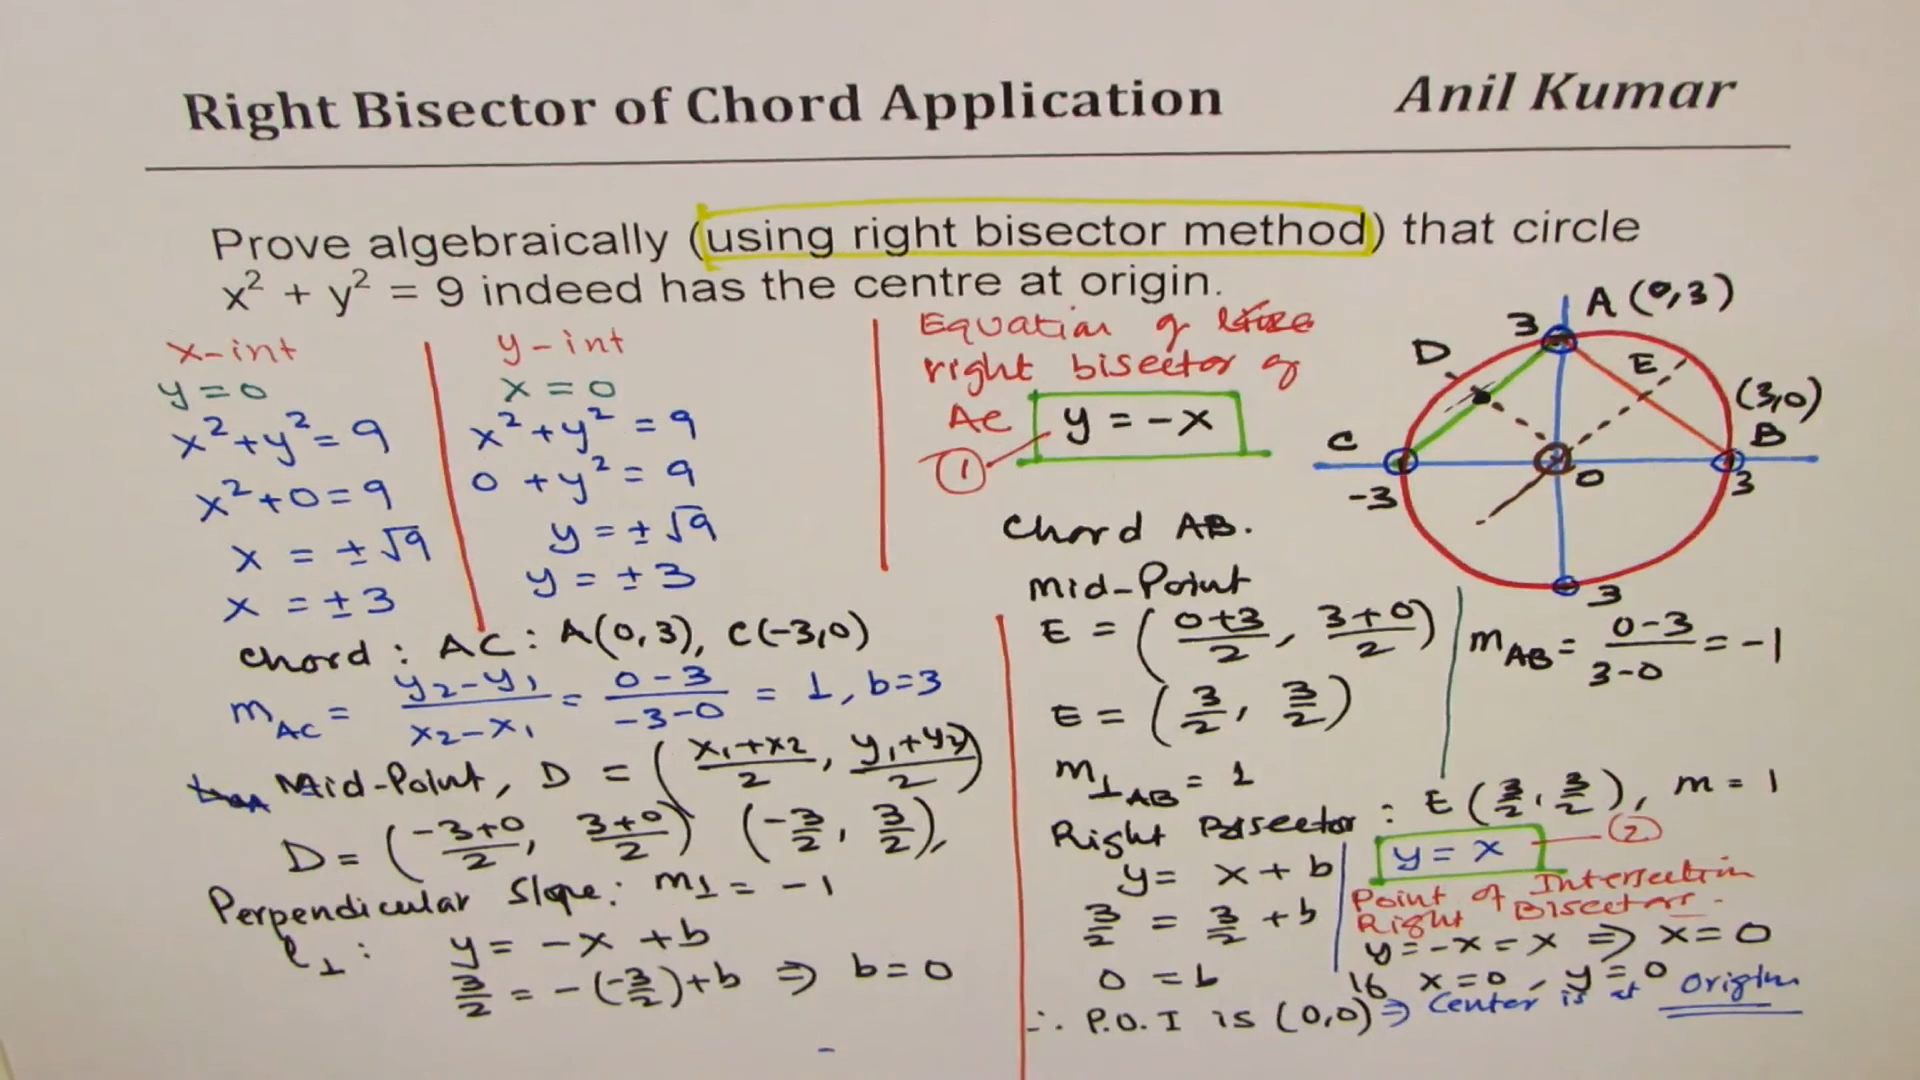 Right Bisector of Chord Application
Anil Kumar
Prove algebraically (using right bisector method) that circle
x² + y² = 9 indeed has the centre at origin.
x-int
y = 0
x² + y² = 9
x² + 0 = 9
x = ±√9
x = ±3
y-int
x = 0
x² + y² = 9
0 + y² = 9
y = ±√9
y = ±3
Chord : AC : A(0,3), C(-3,0)
m_AC = (y₂-y₁)/(x₂-x₁) = (0-3)/(-3-0) = 1, b=3
Mid-Point, D = ((x₁+x₂)/2, (y₁+y₂)/2)
D = ((-3+0)/2, (3+0)/2) (-3/2, 3/2),
Perpendicular Slope: m⊥ = -1
l⊥ : y = -x + b
3/2 = -(-3/2)+b ⇒ b = 0
Equation of
right bisector of
AC y = -x
①
Chord AB.
Mid-Point
E = ((0+3)/2, (3+0)/2)
E = (3/2, 3/2)
m⊥AB = 1
Right Bisector : E(3/2, 3/2), m = 1
y = x + b
3/2 = 3/2 + b
0 = b
∴ P.O.I is (0,0) ⇒ Center is at Origin
m_AB = (0-3)/(3-0) = -1
y = x ②
Point of Intersection
Right Bisectors.
y = -x = x ⇒ x = 0
x = 0, y = 0
A (0,3)
3
D
E
(3,0)
B
C
-3
O
3
3